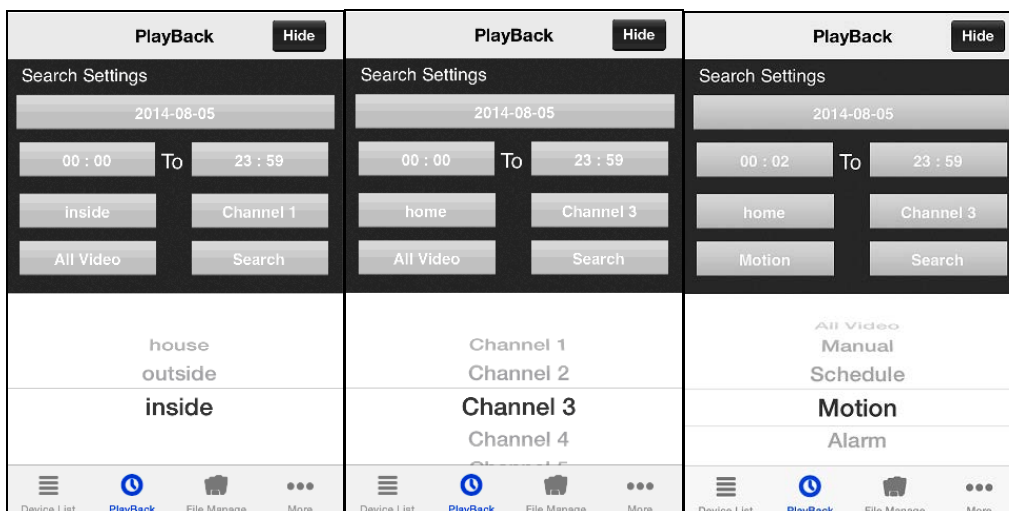 PlayBack Hide
Search Settings
2014-08-05
00 : 00 To 23 : 59
inside Channel 1
All Video Search
house
outside
inside
Device List PlayBack File Manage More
PlayBack Hide
Search Settings
2014-08-05
00 : 00 To 23 : 59
home Channel 3
All Video Search
Channel 1
Channel 2
Channel 3
Channel 4
Channel 5
Device List PlayBack File Manage More
PlayBack Hide
Search Settings
2014-08-05
00 : 02 To 23 : 59
home Channel 3
Motion Search
All Video
Manual
Schedule
Motion
Alarm
Device List PlayBack File Manage More